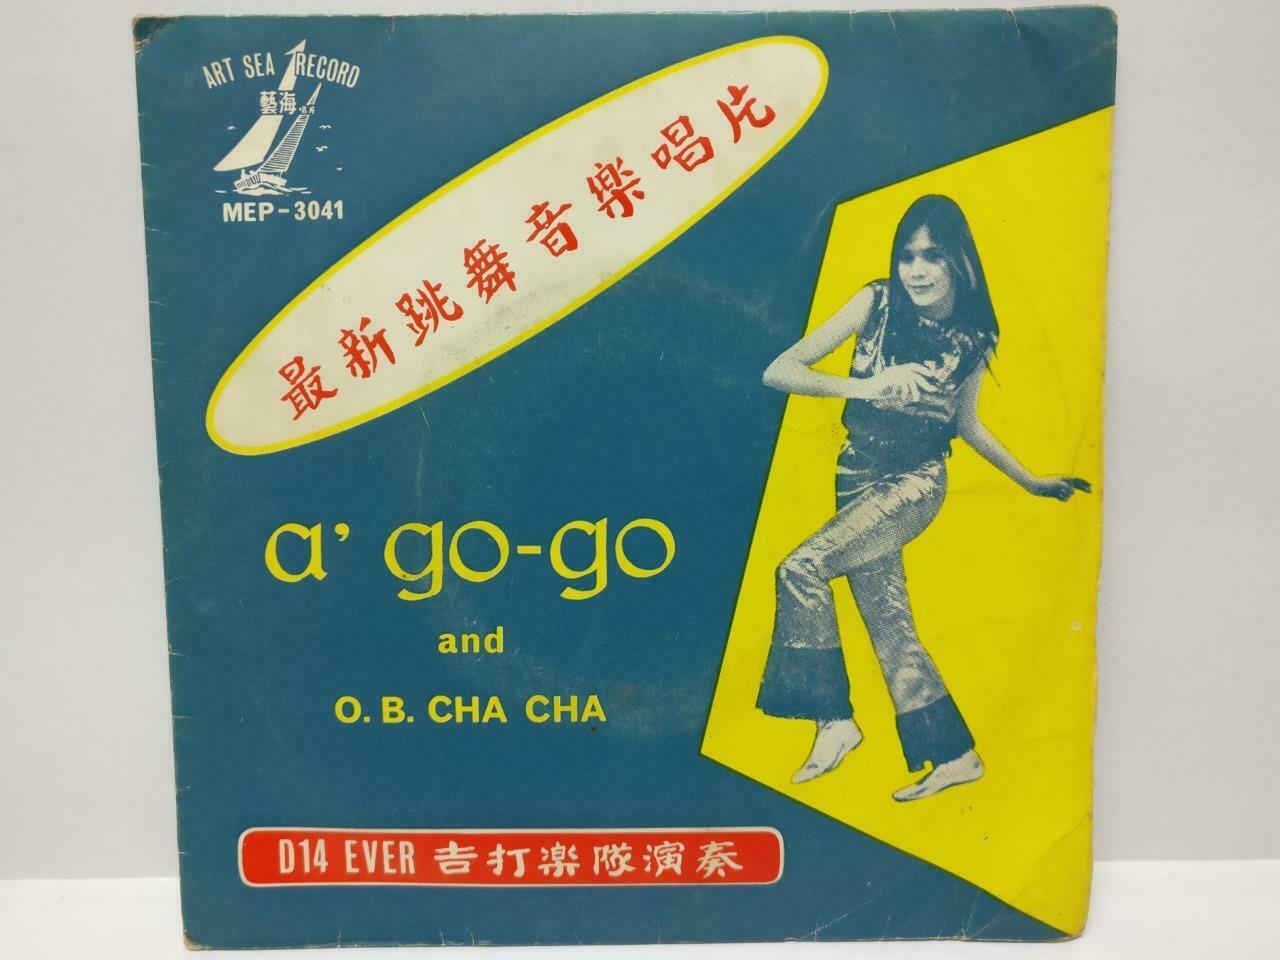 ART SEA RECORD
藝海唱片
MEP-3041
最新跳舞音樂唱片
a' go-go
and
O. B. CHA CHA
D14 EVER 吉打楽隊演奏